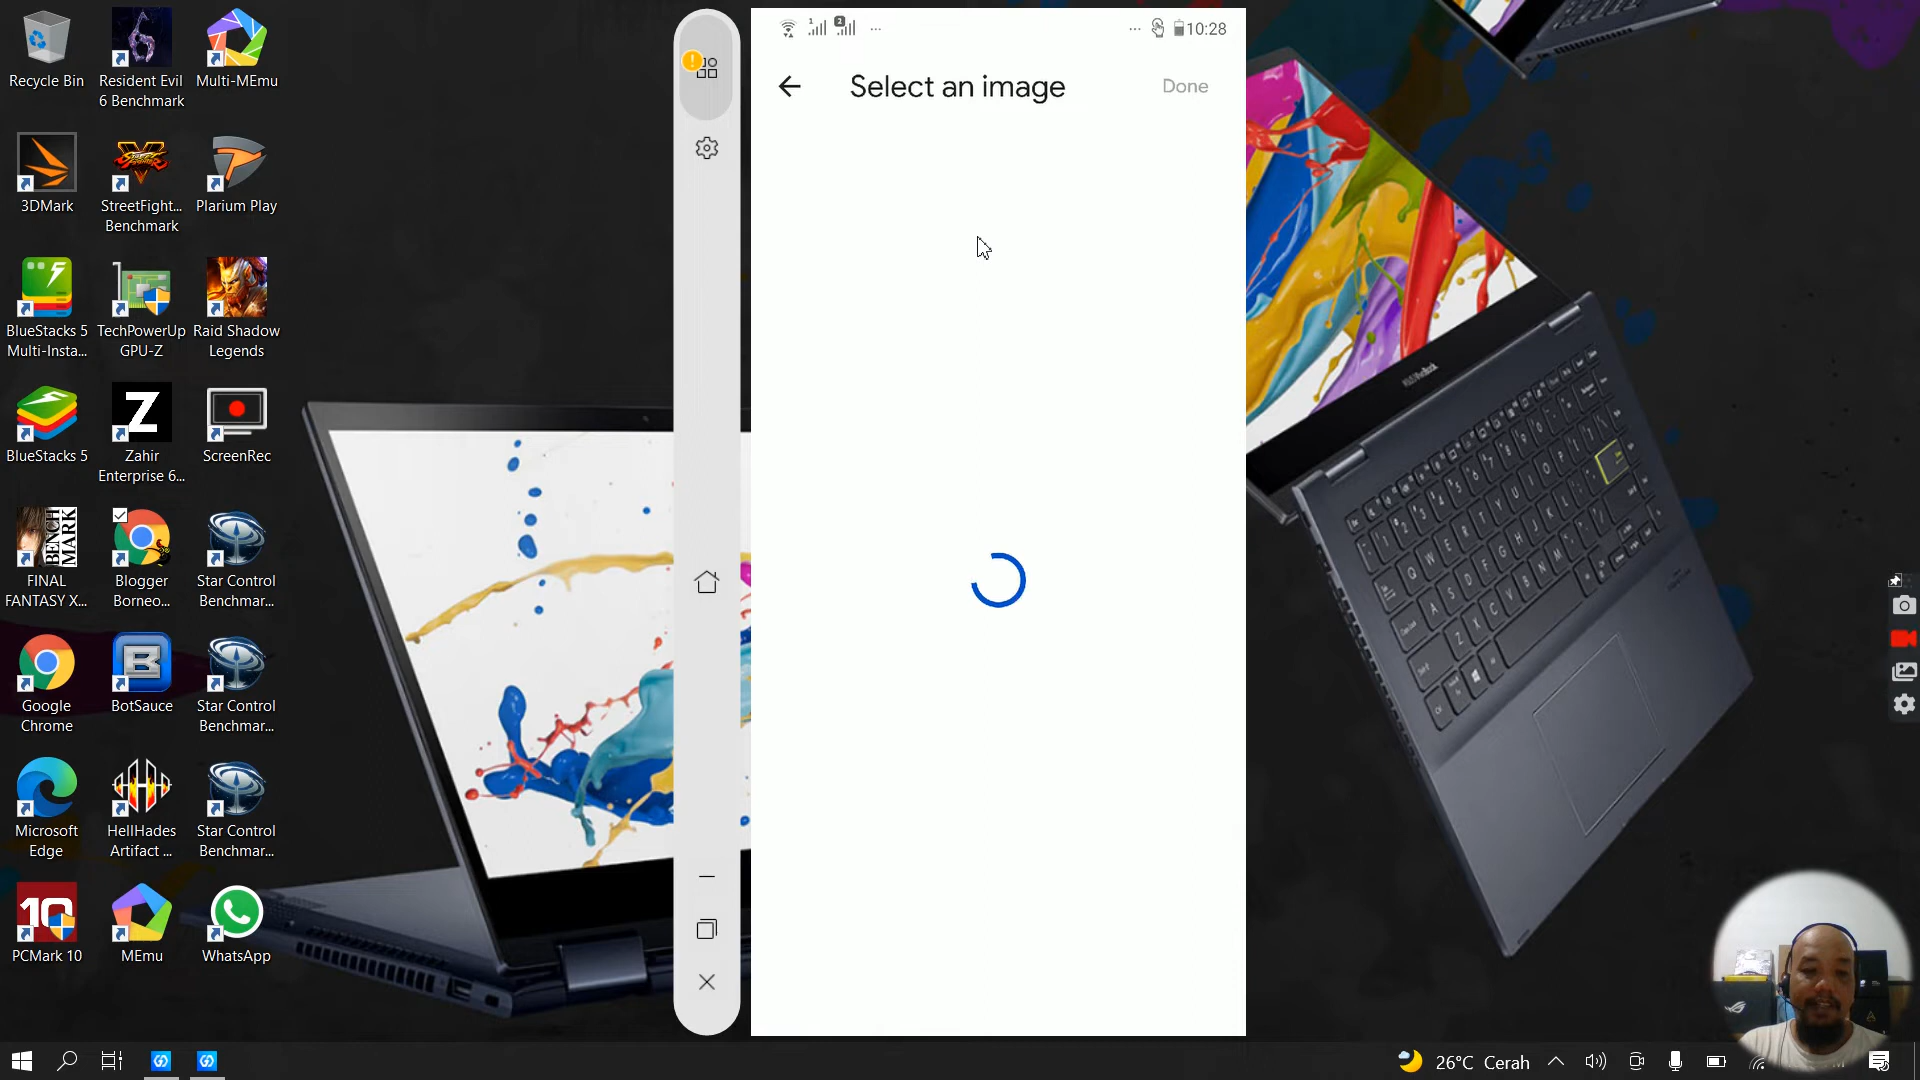 Recycle Bin
Resident Evil
6 Benchmark
Multi-MEmu
3DMark
StreetFight...
Benchmark
Plarium Play
BlueStacks 5
Multi-Insta...
TechPowerUp
GPU-Z
Raid Shadow
Legends
BlueStacks 5
Zahir
Enterprise 6...
ScreenRec
BENCH
MARK
FINAL
FANTASY X...
Blogger
Borneo...
Star Control
Benchmar...
Google
Chrome
BotSauce
Star Control
Benchmar...
Microsoft
Edge
HellHades
Artifact ...
Star Control
Benchmar...
10
PCMark 10
MEmu
WhatsApp
10:28
Select an image
Done
26°C Cerah